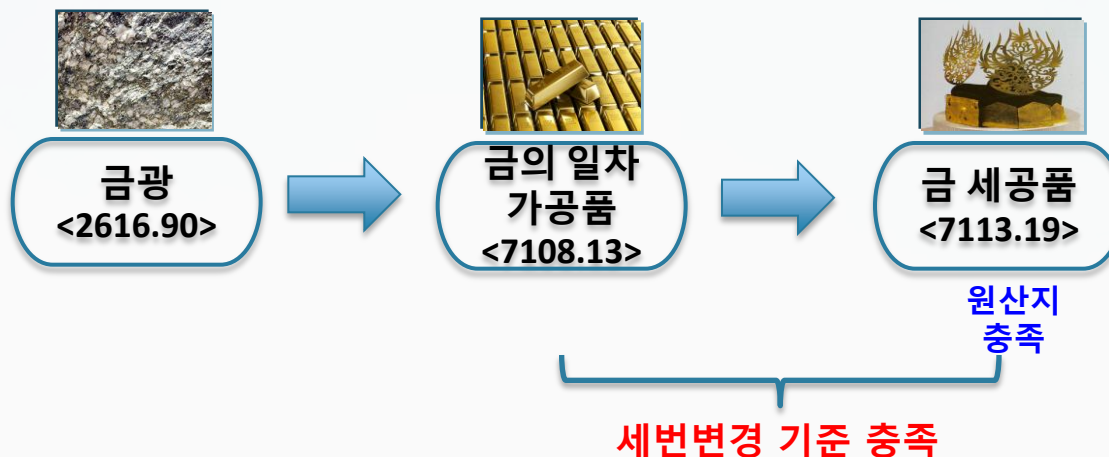 금광
<2616.90>
금의 일차
가공품
<7108.13>
금 세공품
<7113.19>
원산지
충족
세번변경 기준 충족